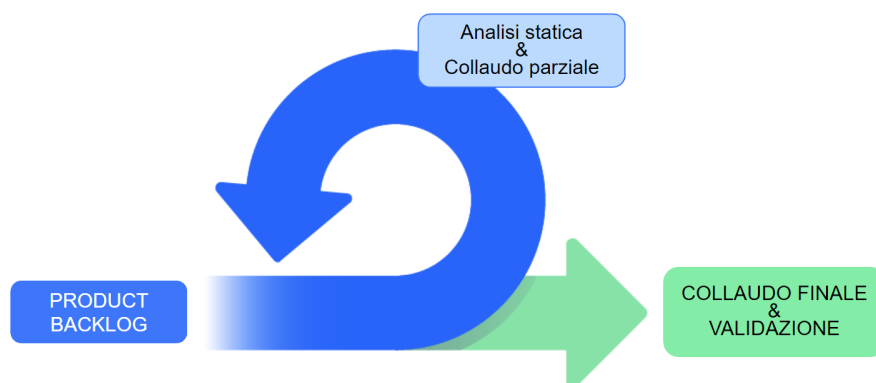 Analisi statica
&
Collaudo parziale
PRODUCT
BACKLOG
COLLAUDO FINALE
&
VALIDAZIONE